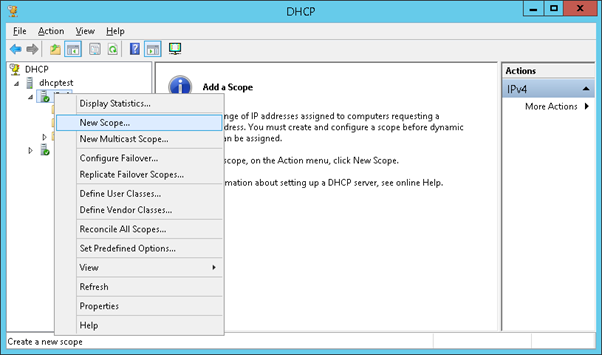 DHCP
File Action View Help
DHCP
dhcptest
Display Statistics...
New Scope...
New Multicast Scope...
Configure Failover...
Replicate Failover Scopes...
Define User Classes...
Define Vendor Classes...
Reconcile All Scopes...
Set Predefined Options...
View
Refresh
Properties
Help
Add a Scope
nge of IP addresses assigned to computers requesting a
dress. You must create and configure a scope before dynamic
an be assigned.
scope, on the Action menu, click New Scope.
rmation about setting up a DHCP server, see online Help.
Actions
IPv4
More Actions
Create a new scope